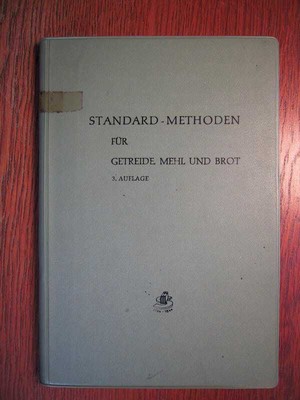 STANDARD-METHODEN
FÜR
GETREIDE, MEHL UND BROT
3. AUFLAGE